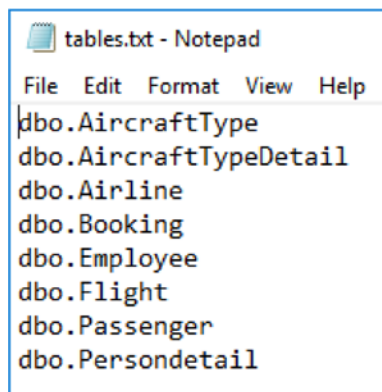 tables.txt - Notepad
File Edit Format View Help
dbo.AircraftType
dbo.AircraftTypeDetail
dbo.Airline
dbo.Booking
dbo.Employee
dbo.Flight
dbo.Passenger
dbo.Persondetail